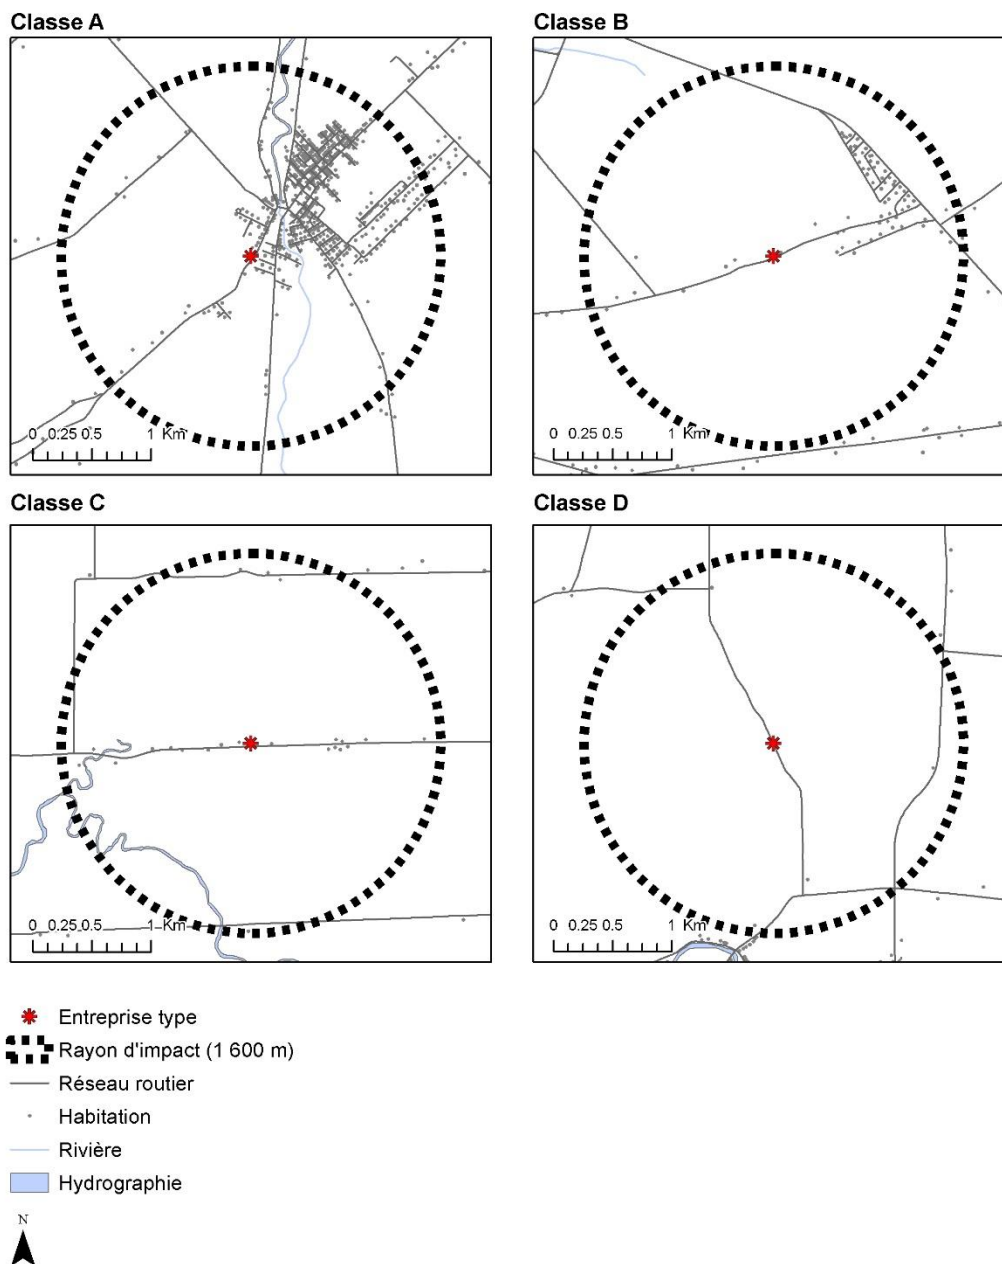 Classe A
Classe B
0 0.25 0.5 1 Km
0 0.25 0.5 1 Km
Classe C
Classe D
0 0.25 0.5 1 Km
0 0.25 0.5 1 Km
Entreprise type
Rayon d'impact (1 600 m)
Réseau routier
Habitation
Rivière
Hydrographie
N